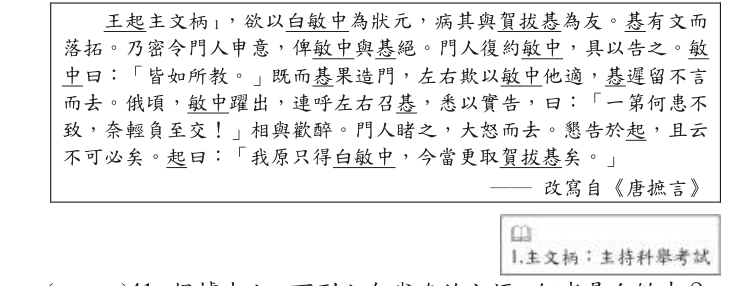 王起主文柄1，欲以白敏中為狀元，病其與賀拔惎為友。惎有文而
落拓。乃密令門人申意，俾敏中與惎絕。門人復約敏中，具以告之。敏
中曰：「皆如所教。」既而惎果造門，左右欺以敏中他適，惎遲留不言
而去。俄頃，敏中躍出，連呼左右召惎，悉以實告，曰：「一第何患不
致，奈輕負至交！」相與歡醉。門人睹之，大怒而去。懇告於起，且云
不可必矣。起曰：「我原只得白敏中，今當更取賀拔惎矣。」
—— 改寫自《唐摭言》
1.主文柄：主持科舉考試